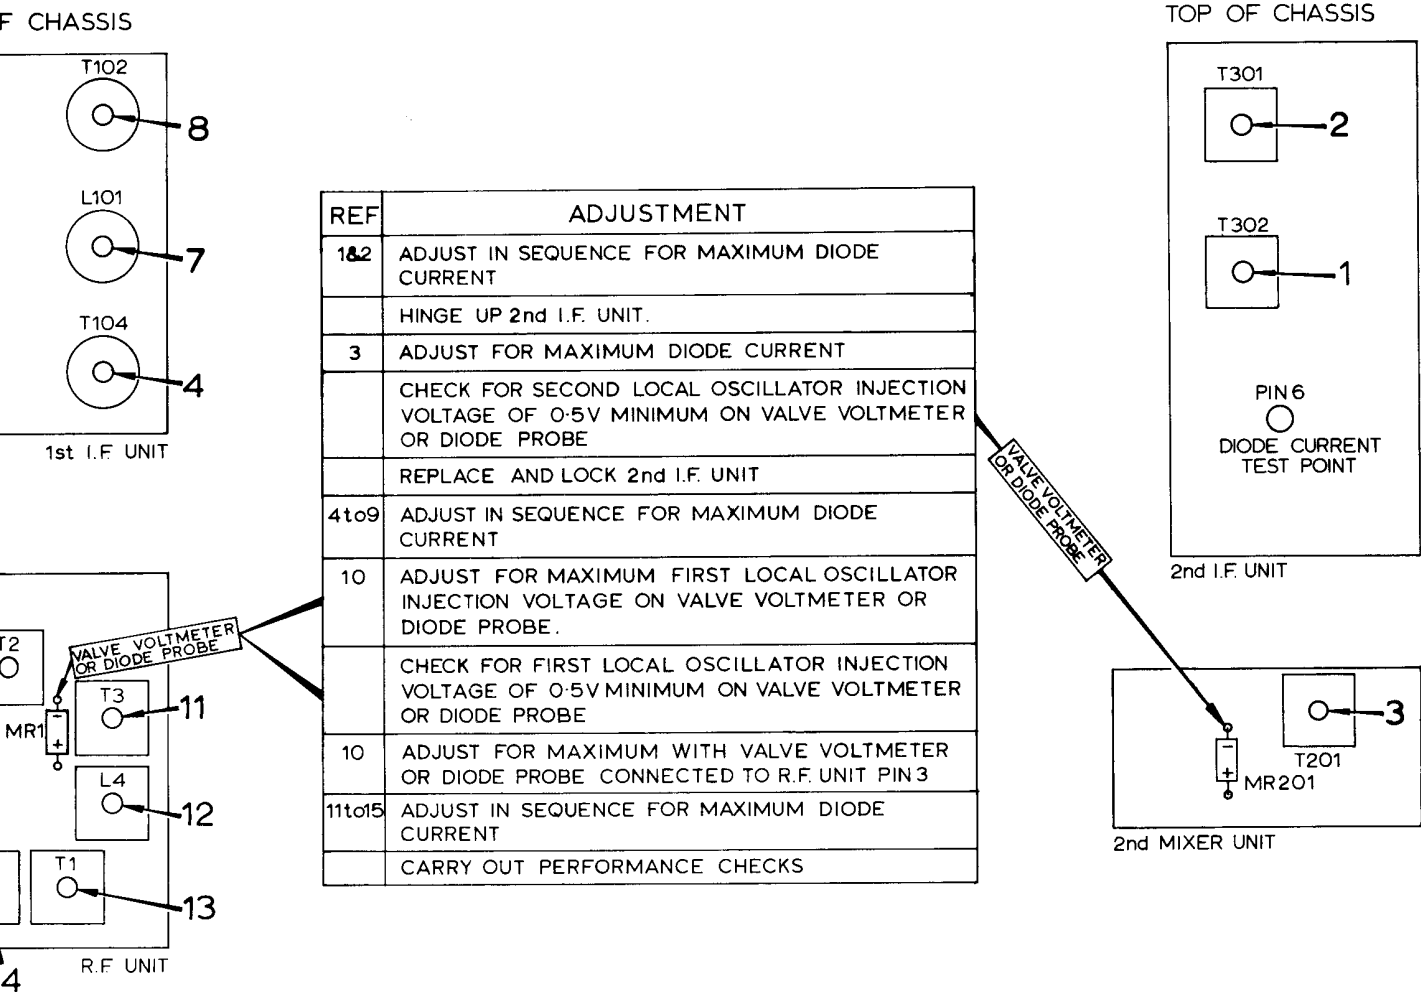 F CHASSIS
T102
8
L101
7
T104
4
1st I.F. UNIT
T2
VALVE VOLTMETER
OR DIODE PROBE
MR1
-
+
T3
11
L4
12
T1
13
4
R.F. UNIT
REF ADJUSTMENT
1&2 ADJUST IN SEQUENCE FOR MAXIMUM DIODE
CURRENT
HINGE UP 2nd I.F. UNIT.
3 ADJUST FOR MAXIMUM DIODE CURRENT
CHECK FOR SECOND LOCAL OSCILLATOR INJECTION
VOLTAGE OF 0·5V MINIMUM ON VALVE VOLTMETER
OR DIODE PROBE
REPLACE AND LOCK 2nd I.F. UNIT
4to9 ADJUST IN SEQUENCE FOR MAXIMUM DIODE
CURRENT
10 ADJUST FOR MAXIMUM FIRST LOCAL OSCILLATOR
INJECTION VOLTAGE ON VALVE VOLTMETER OR
DIODE PROBE.
CHECK FOR FIRST LOCAL OSCILLATOR INJECTION
VOLTAGE OF 0·5V MINIMUM ON VALVE VOLTMETER
OR DIODE PROBE
10 ADJUST FOR MAXIMUM WITH VALVE VOLTMETER
OR DIODE PROBE CONNECTED TO R.F. UNIT PIN 3
11to15 ADJUST IN SEQUENCE FOR MAXIMUM DIODE
CURRENT
CARRY OUT PERFORMANCE CHECKS
VALVE VOLTMETER
OR DIODE PROBE
TOP OF CHASSIS
T301
2
T302
1
PIN 6
DIODE CURRENT
TEST POINT
2nd I.F. UNIT
3
T201
-
+
MR201
2nd MIXER UNIT